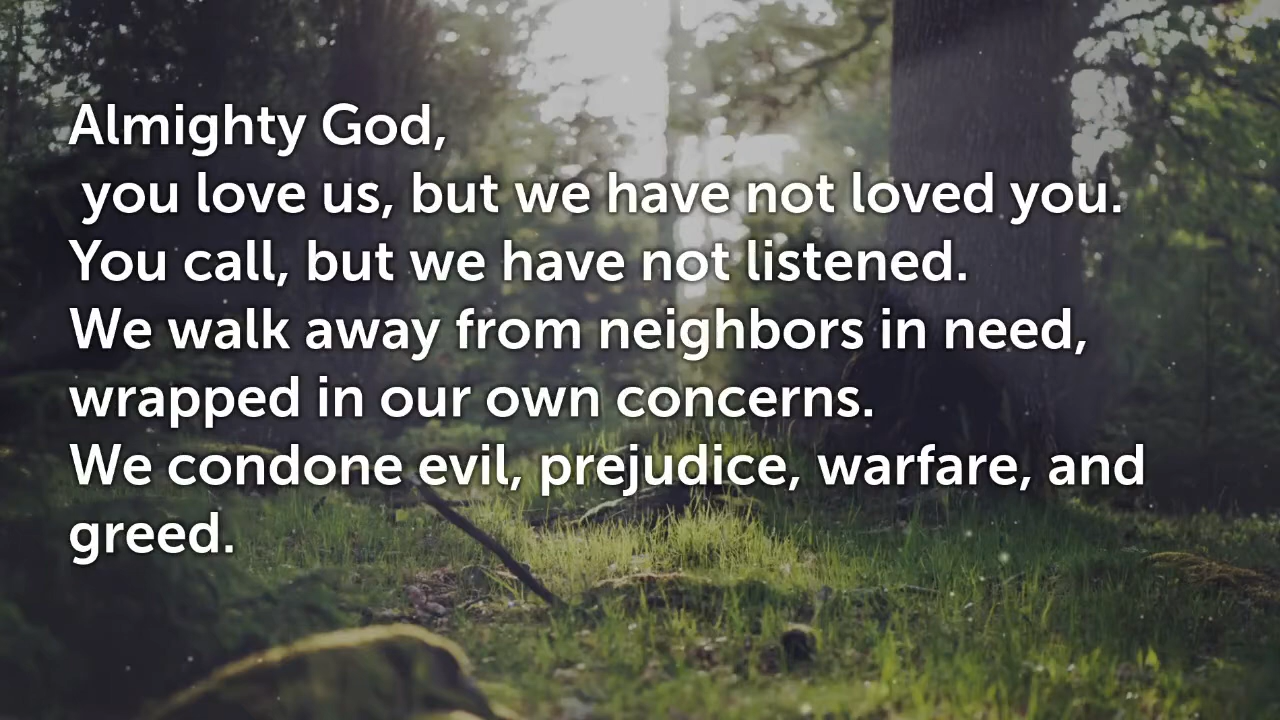 Almighty God,
you love us, but we have not loved you.
You call, but we have not listened.
We walk away from neighbors in need,
wrapped in our own concerns.
We condone evil, prejudice, warfare, and
greed.